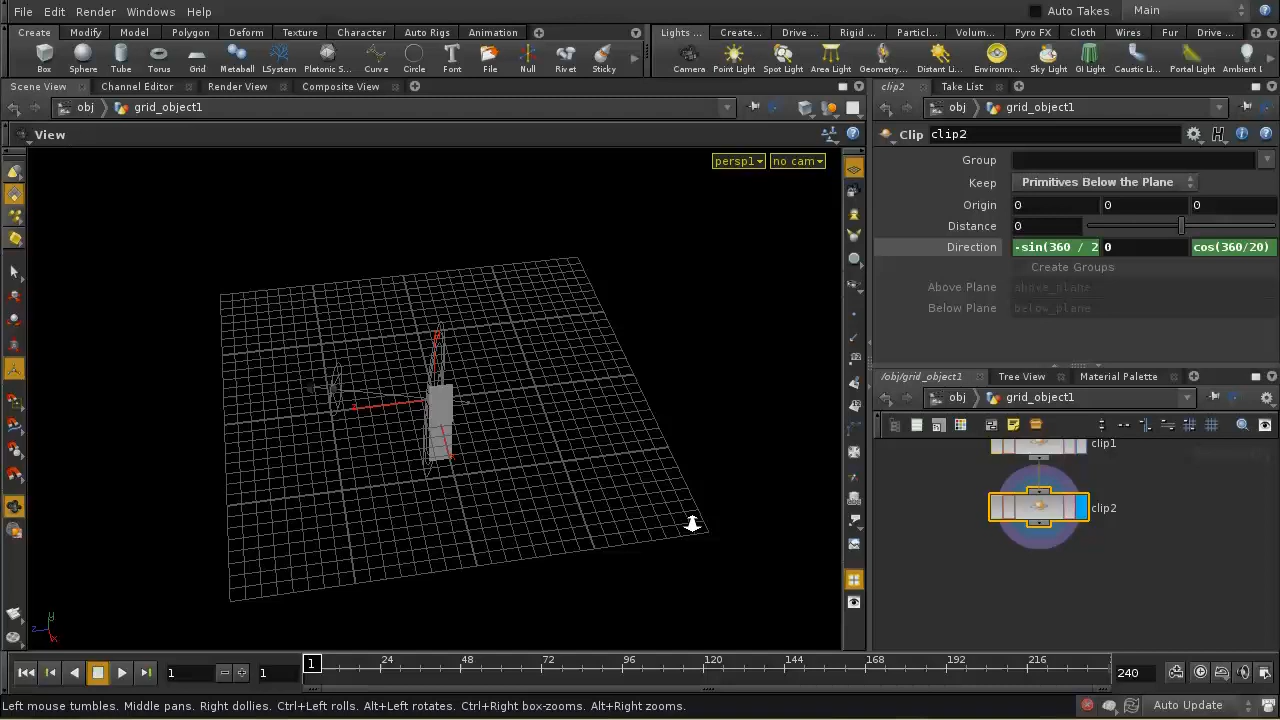 File Edit Render Windows Help Auto Takes Main
Create Modify Model Polygon Deform Texture Character Auto Rigs Animation
Lights ... Create... Drive ... Rigid ... Particl... Volum... Pyro FX Cloth Wires Fur Drive ...
Box Sphere Tube Torus Grid Metaball LSystem Platonic S... Curve Circle Font File Null Rivet Sticky
Camera Point Light Spot Light Area Light Geometry... Distant Li... Environm... Sky Light GI Light Caustic Li... Portal Light Ambient L
Scene View Channel Editor Render View Composite View
clip2 Take List
obj grid_object1
obj grid_object1
View
Clip clip2
persp1 no cam
Group
Keep Primitives Below the Plane
Origin 0 0 0
Distance 0
Direction -sin(360 / 2 0 cos(360/20)
Create Groups
Above Plane above_plane
Below Plane below_plane
/obj/grid_object1 Tree View Material Palette
obj grid_object1
clip1
clip2
y
z
x
1 1 1 24 48 72 96 120 144 168 192 216 240
Left mouse tumbles. Middle pans. Right dollies. Ctrl+Left rolls. Alt+Left rotates. Ctrl+Right box-zooms. Alt+Right zooms.
Auto Update